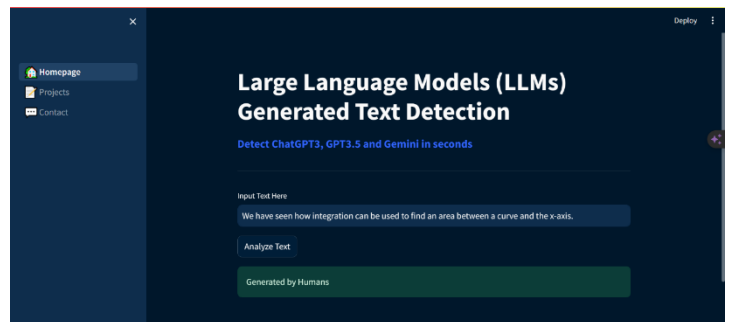 Deploy
Homepage
Projects
Contact
Large Language Models (LLMs)
Generated Text Detection
Detect ChatGPT3, GPT3.5 and Gemini in seconds
Input Text Here
We have seen how integration can be used to find an area between a curve and the x-axis.
Analyze Text
Generated by Humans